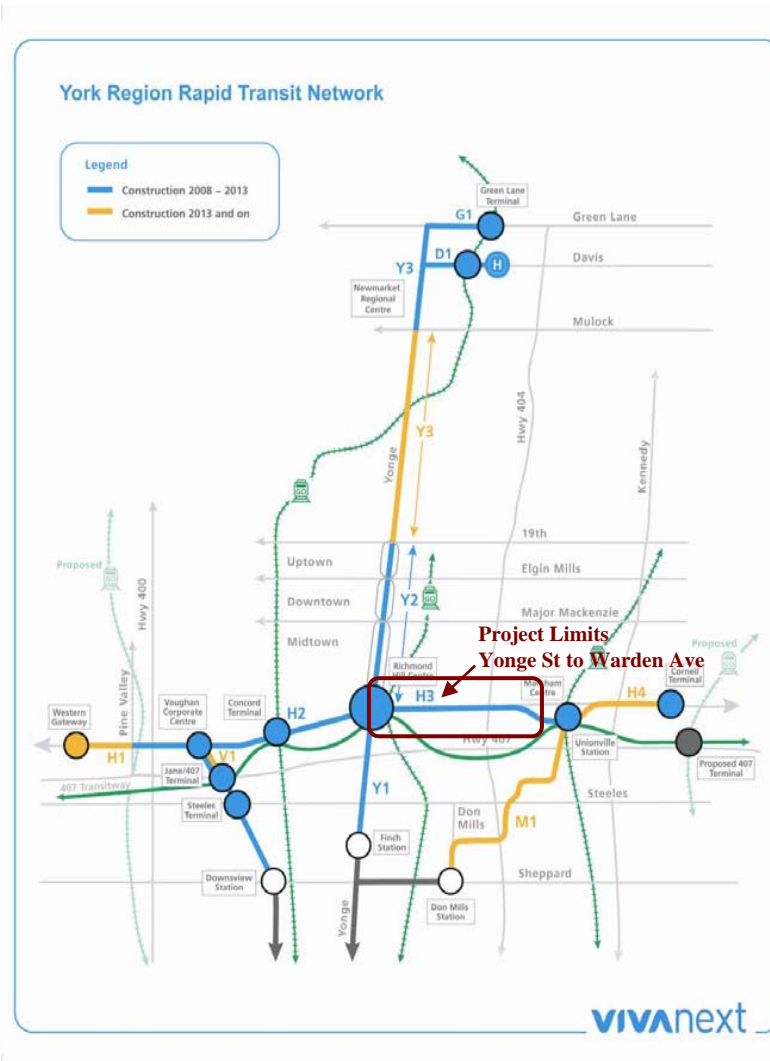 York Region Rapid Transit Network
Legend
Construction 2008 – 2013
Construction 2013 and on
Green Lane
Terminal
G1
Green Lane
D1
H
Davis
Y3
Newmarket
Regional
Centre
Mulock
Hwy 404
Y3
Yonge
Kennedy
GO
19th
Proposed
GO
Hwy 400
Uptown
Elgin Mills
Downtown
Y2
GO
Major Mackenzie
Midtown
Project Limits
Yonge St to Warden Ave
Proposed
GO
Richmond
Hill Centre
Markham
Centre
Cornell
Terminal
Pine Valley
Western
Gateway
Vaughan
Corporate
Centre
Concord
Terminal
H2
H3
H4
H1
V1
Hwy 407
Unionville
Station
Proposed 407
Terminal
Jane/407
Terminal
407 Transitway
Steeles
Terminal
Y1
Steeles
Don
Mills
M1
Finch
Station
Downsview
Station
Sheppard
Don Mills
Station
Yonge
vivanext